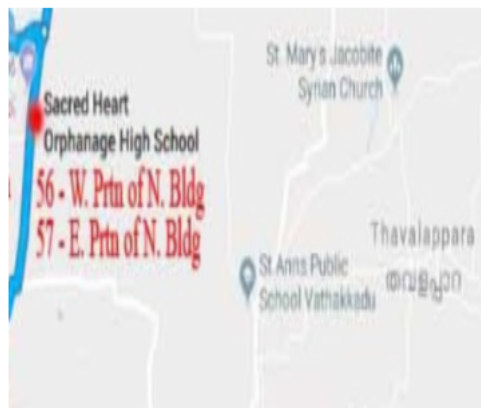 St. Mary's Jacobite
Syrian Church
Sacred Heart
Orphanage High School
56 - W. Prtn of N. Bldg
57 - E. Prtn of N. Bldg
Thavalappara
തവളപ്പാറ
St Anns Public
School Vathakkadu